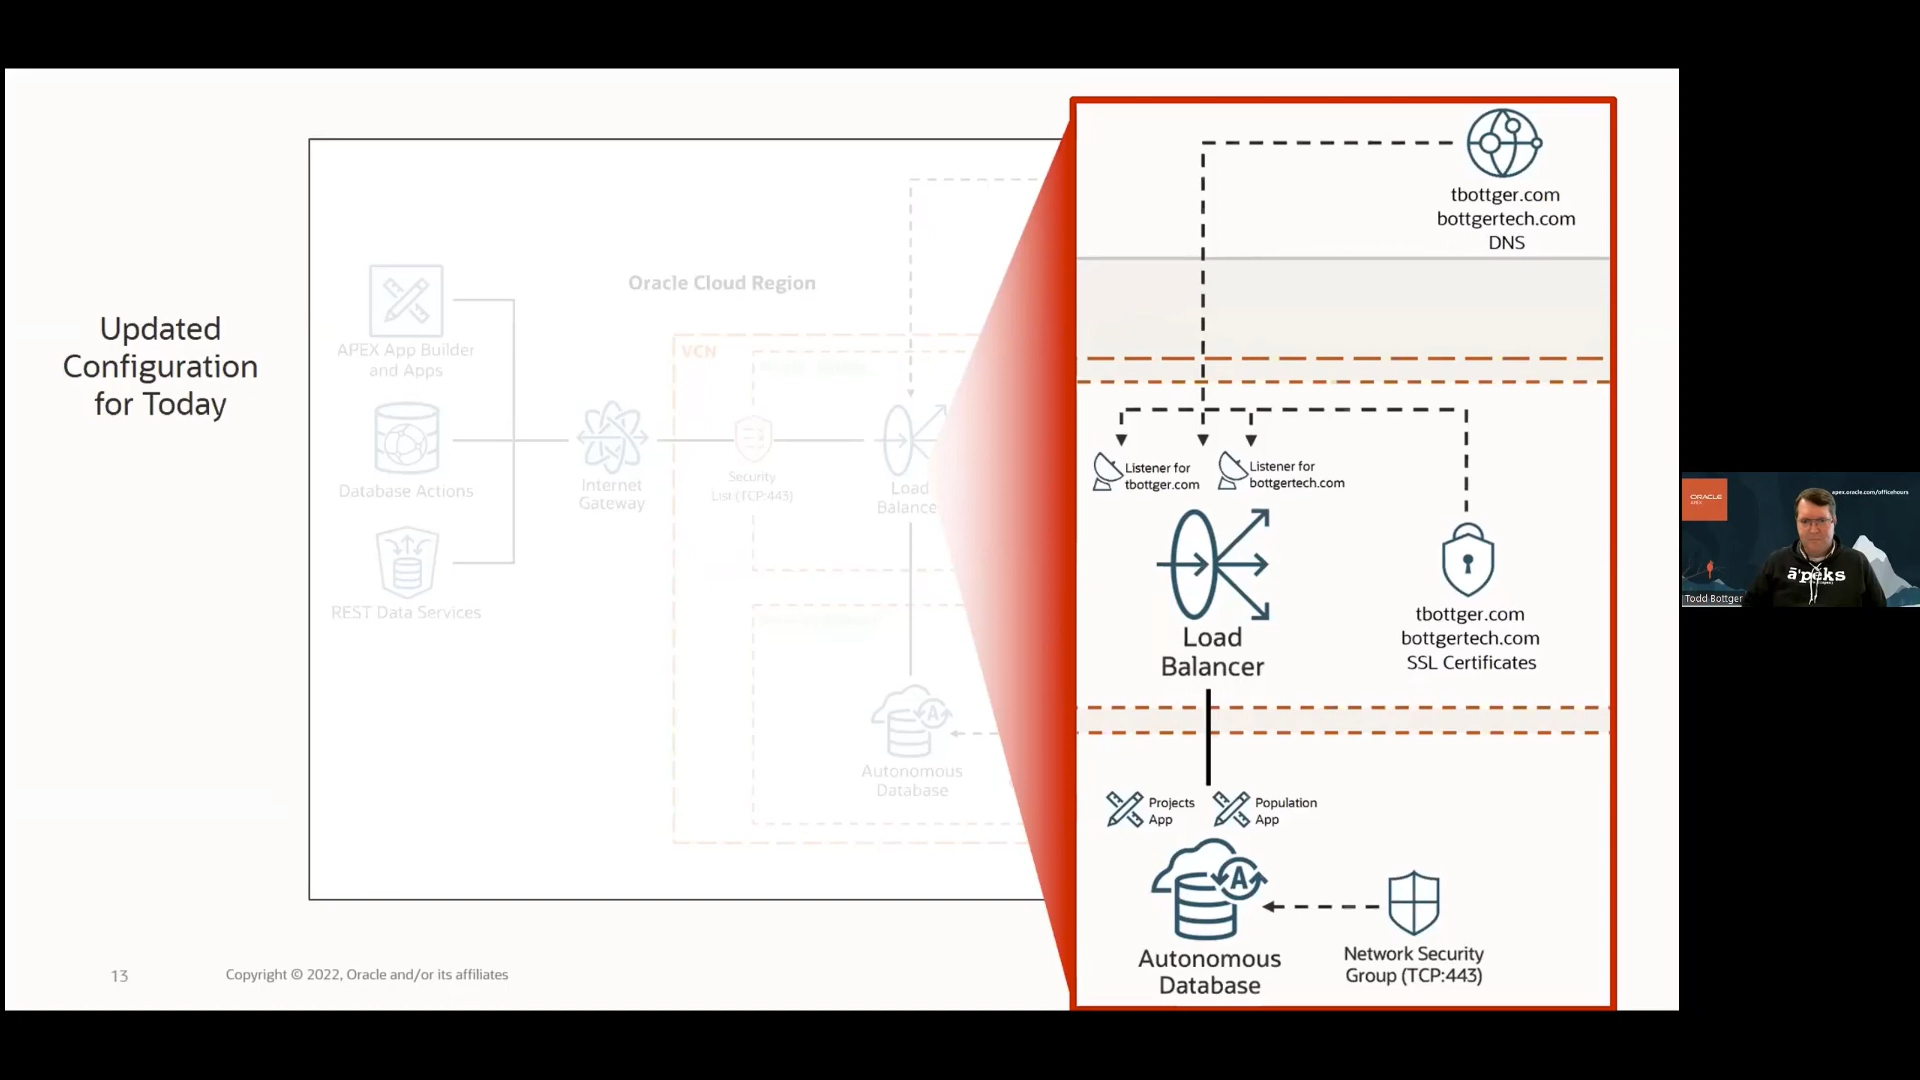 Updated
Configuration
for Today
Oracle Cloud Region
APEX App Builder
and Apps
Database Actions
REST Data Services
Internet
Gateway
VCN
Security
List (TCP:443)
Load
Balancer
Autonomous
Database
tbottger.com
bottgertech.com
DNS
Listener for
tbottger.com
Listener for
bottgertech.com
Load
Balancer
tbottger.com
bottgertech.com
SSL Certificates
Projects
App
Population
App
A
Autonomous
Database
Network Security
Group (TCP:443)
13
Copyright © 2022, Oracle and/or its affiliates
ORACLE
APEX
apex.oracle.com/officehours
ā'peks
Todd Bottger